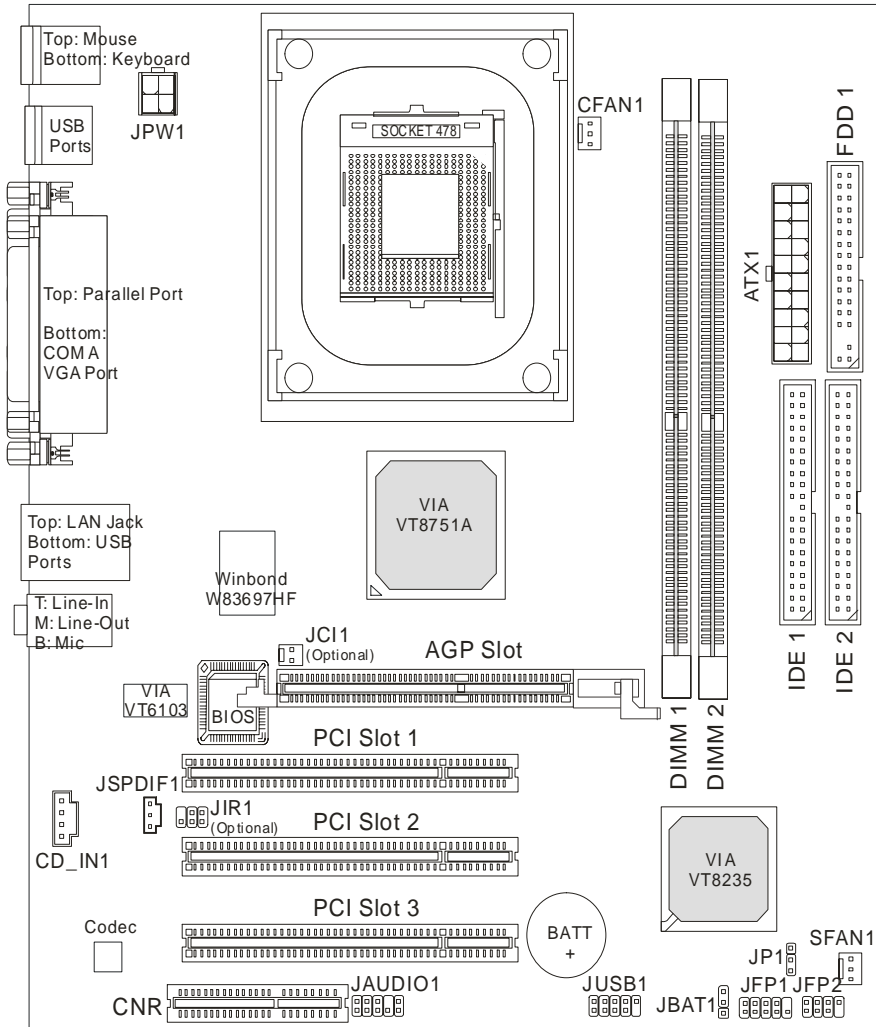 Top: Mouse
Bottom: Keyboard
JPW1
USB
Ports
SOCKET 478
CFAN1
FDD 1
ATX1
Top: Parallel Port
Bottom:
COM A
VGA Port
VIA
VT8751A
Top: LAN Jack
Bottom: USB
Ports
Winbond
W83697HF
T: Line-In
M: Line-Out
B: Mic
JCI1
(Optional)
AGP Slot
IDE 1
IDE 2
VIA
VT6103
BIOS
DIMM 1
DIMM 2
PCI Slot 1
JSPDIF1
JIR1
(Optional)
PCI Slot 2
CD_IN1
VIA
VT8235
PCI Slot 3
Codec
BATT
+
JP1
SFAN1
CNR
JAUDIO1
JUSB1
JBAT1
JFP1
JFP2